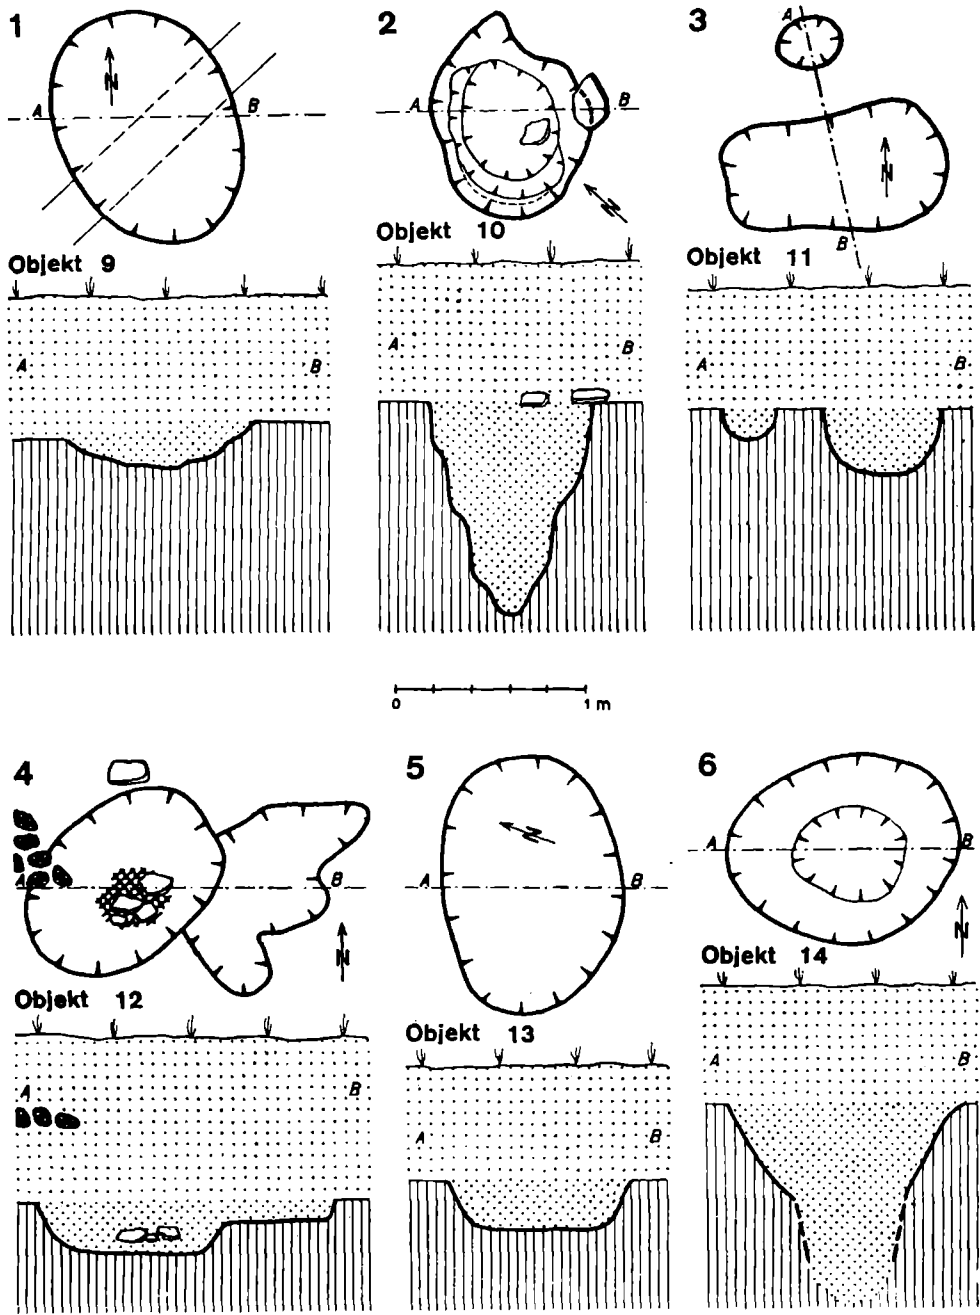 1
N
A B
Objekt 9
A B
2
A B
N
Objekt 10
A B
3
A
N
B
Objekt 11
A B
0 1 m
4
A B
N
Objekt 12
A B
5
N
A B
Objekt 13
A B
6
A B
N
Objekt 14
A B